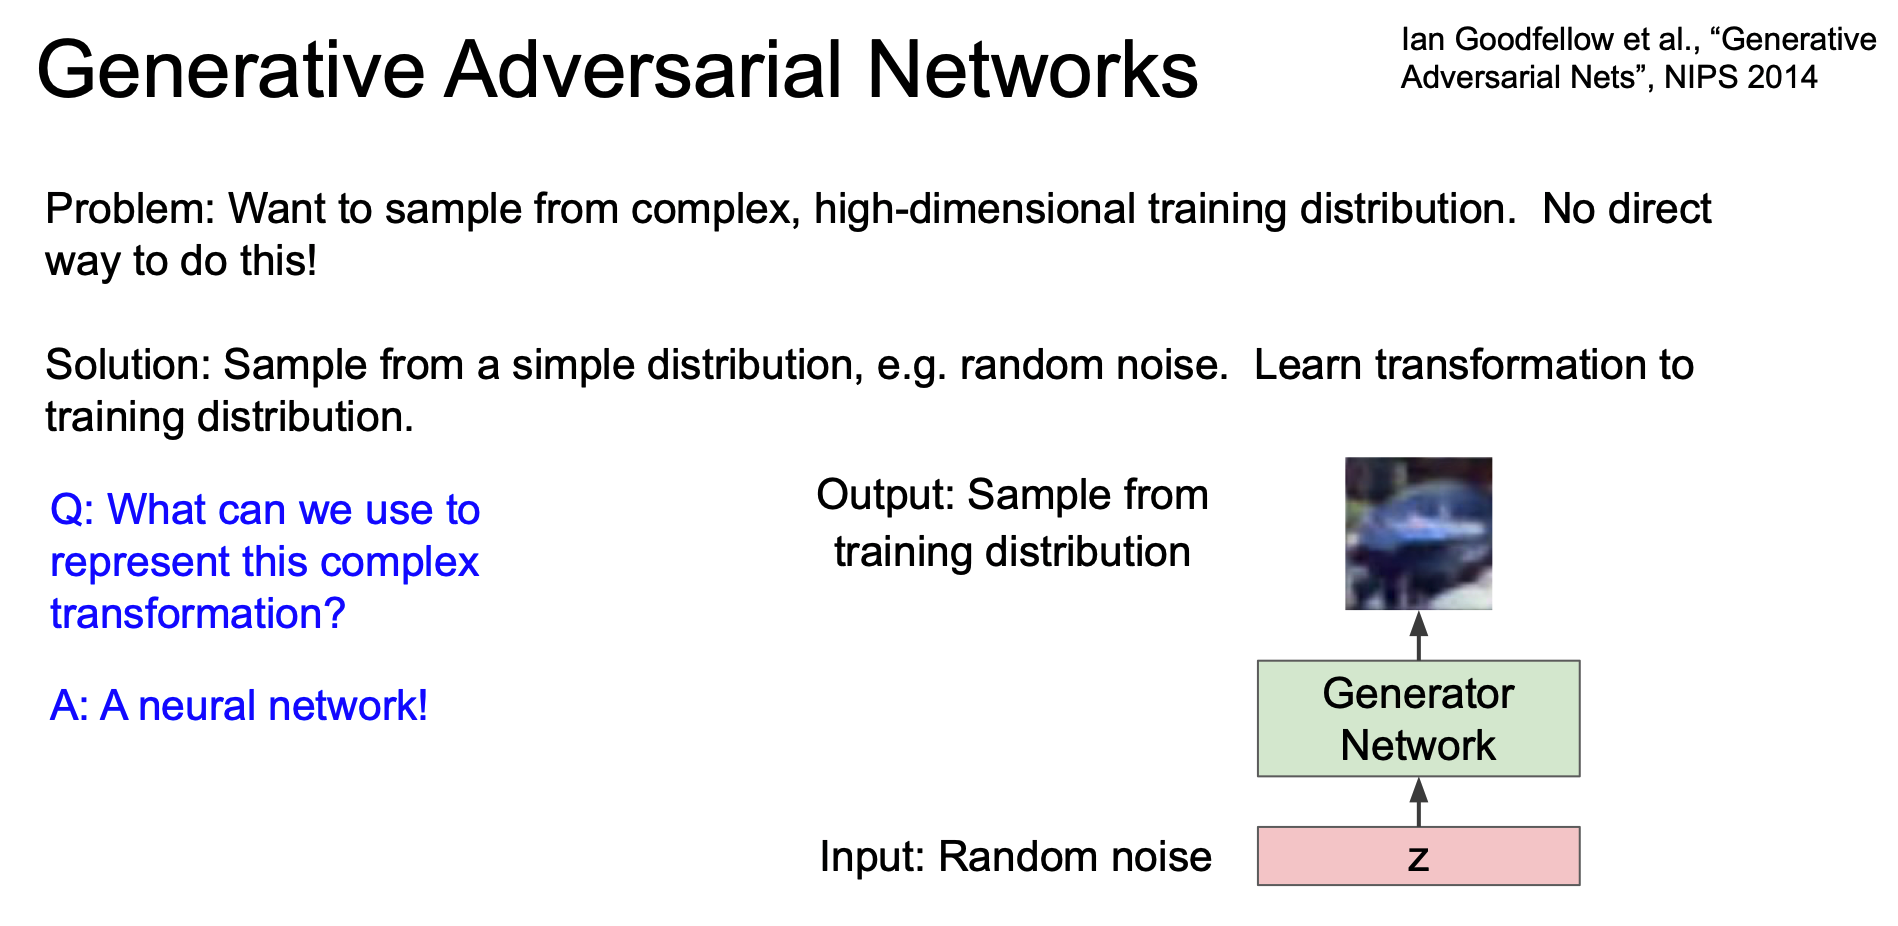 Generative Adversarial Networks
Ian Goodfellow et al., “Generative
Adversarial Nets”, NIPS 2014
Problem: Want to sample from complex, high-dimensional training distribution.  No direct
way to do this!
Solution: Sample from a simple distribution, e.g. random noise.  Learn transformation to
training distribution.
Q: What can we use to
represent this complex
transformation?
A: A neural network!
Output: Sample from
training distribution
Generator
Network
Input: Random noise
z